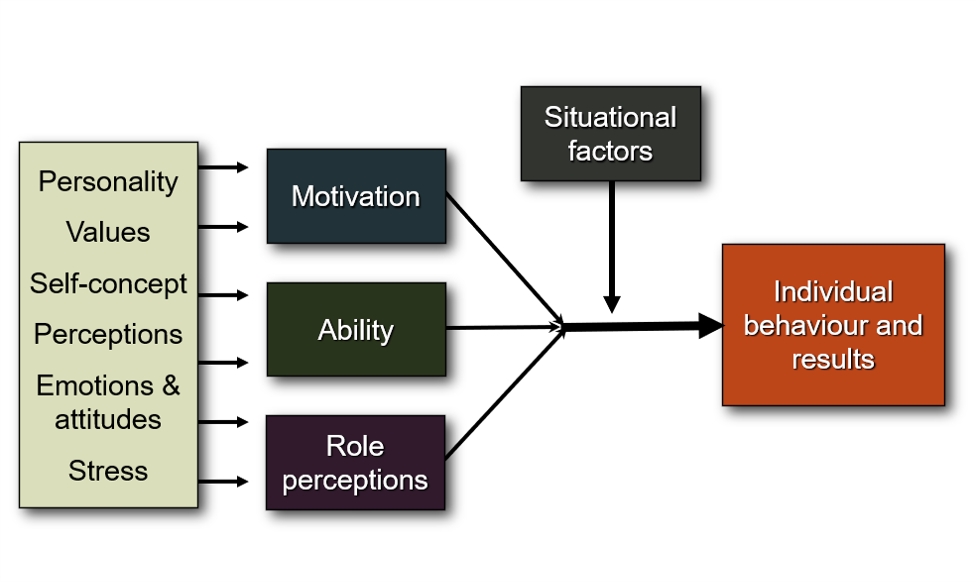 Personality
Values
Self-concept
Perceptions
Emotions &
attitudes
Stress
Motivation
Ability
Role
perceptions
Situational
factors
Individual
behaviour and
results